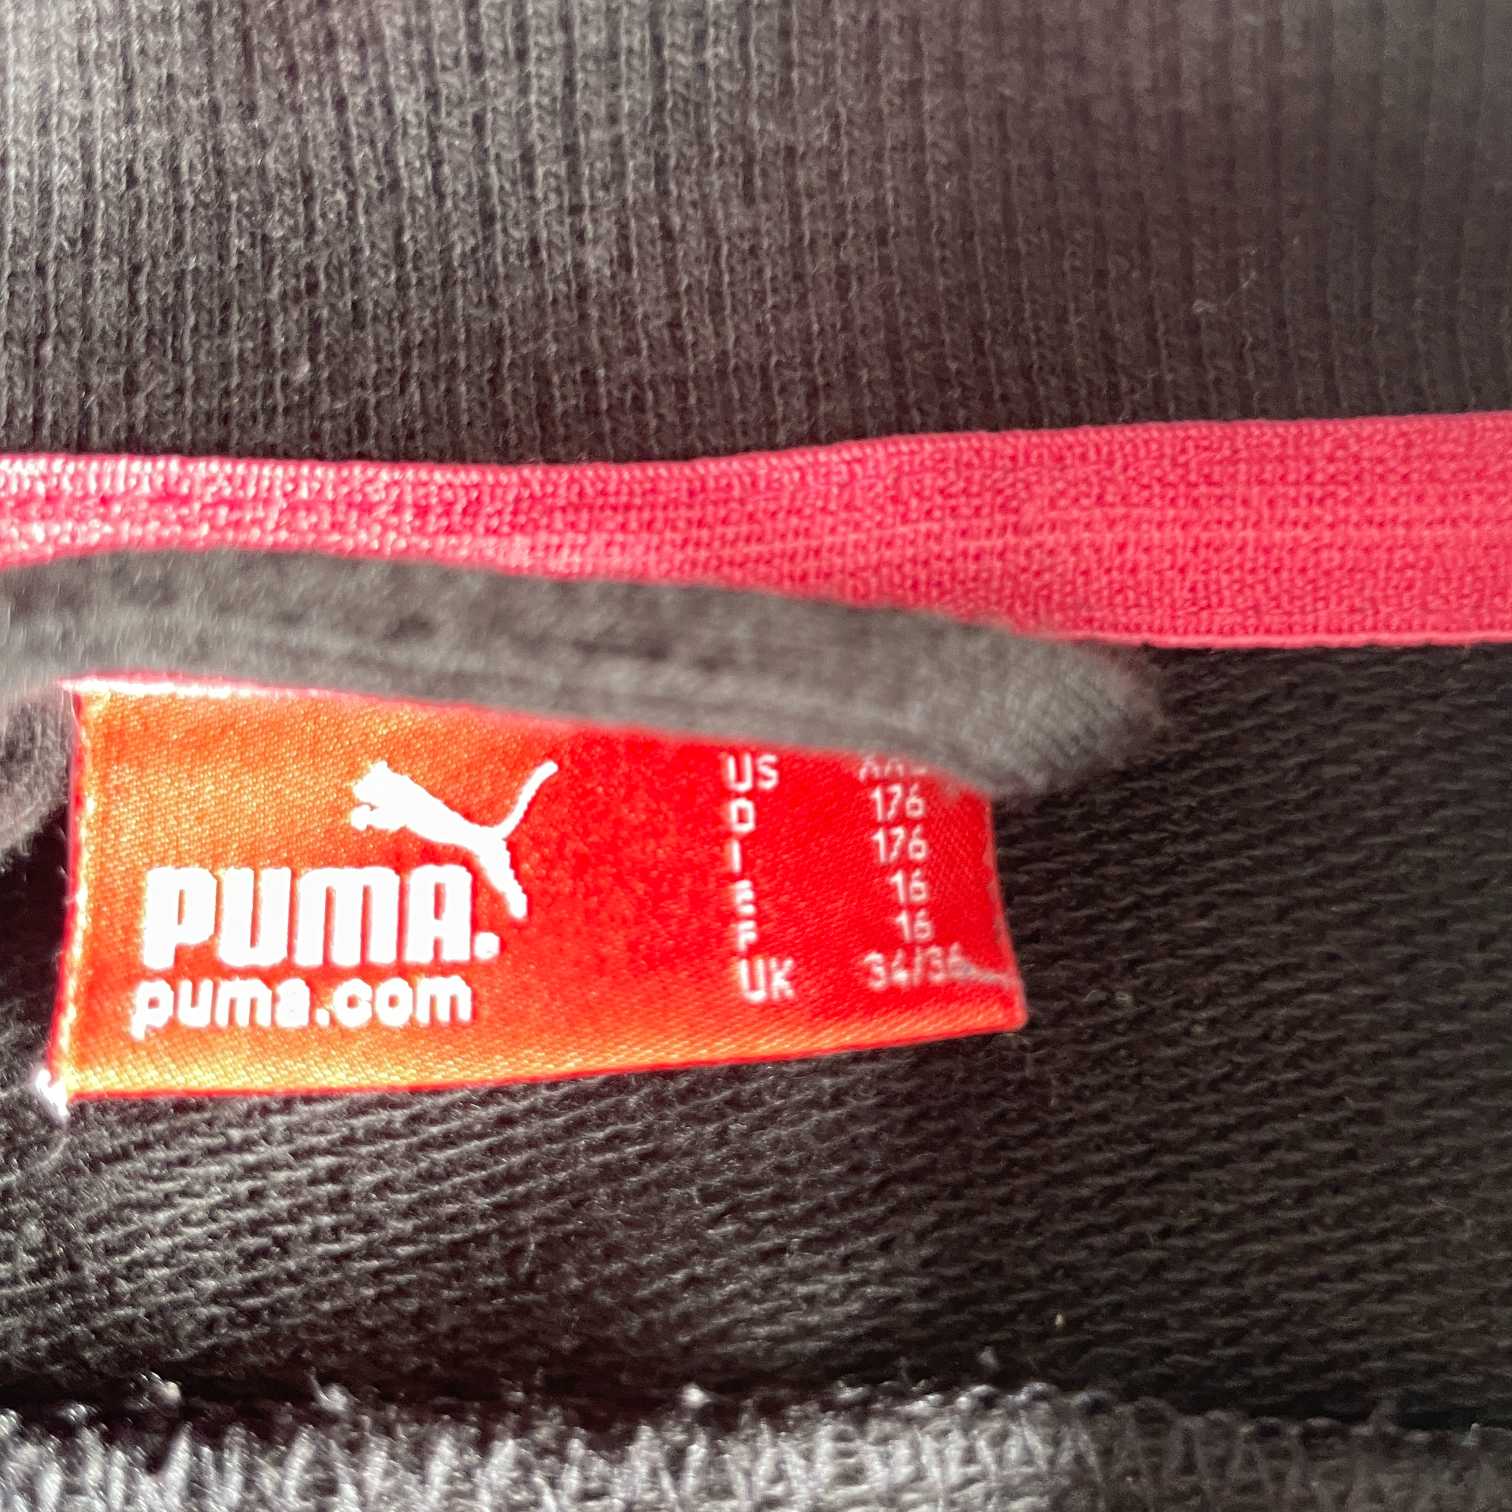 PUMA.
puma.com
US
D 176
I 176
E 16
F 16
UK 34/36